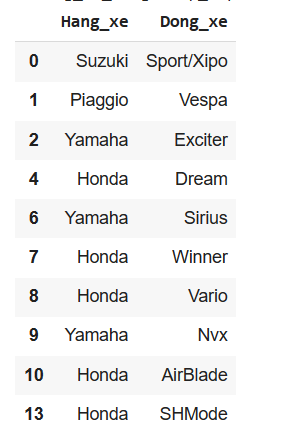 Hang_xe Dong_xe
0 Suzuki Sport/Xipo
1 Piaggio Vespa
2 Yamaha Exciter
4 Honda Dream
6 Yamaha Sirius
7 Honda Winner
8 Honda Vario
9 Yamaha Nvx
10 Honda AirBlade
13 Honda SHMode